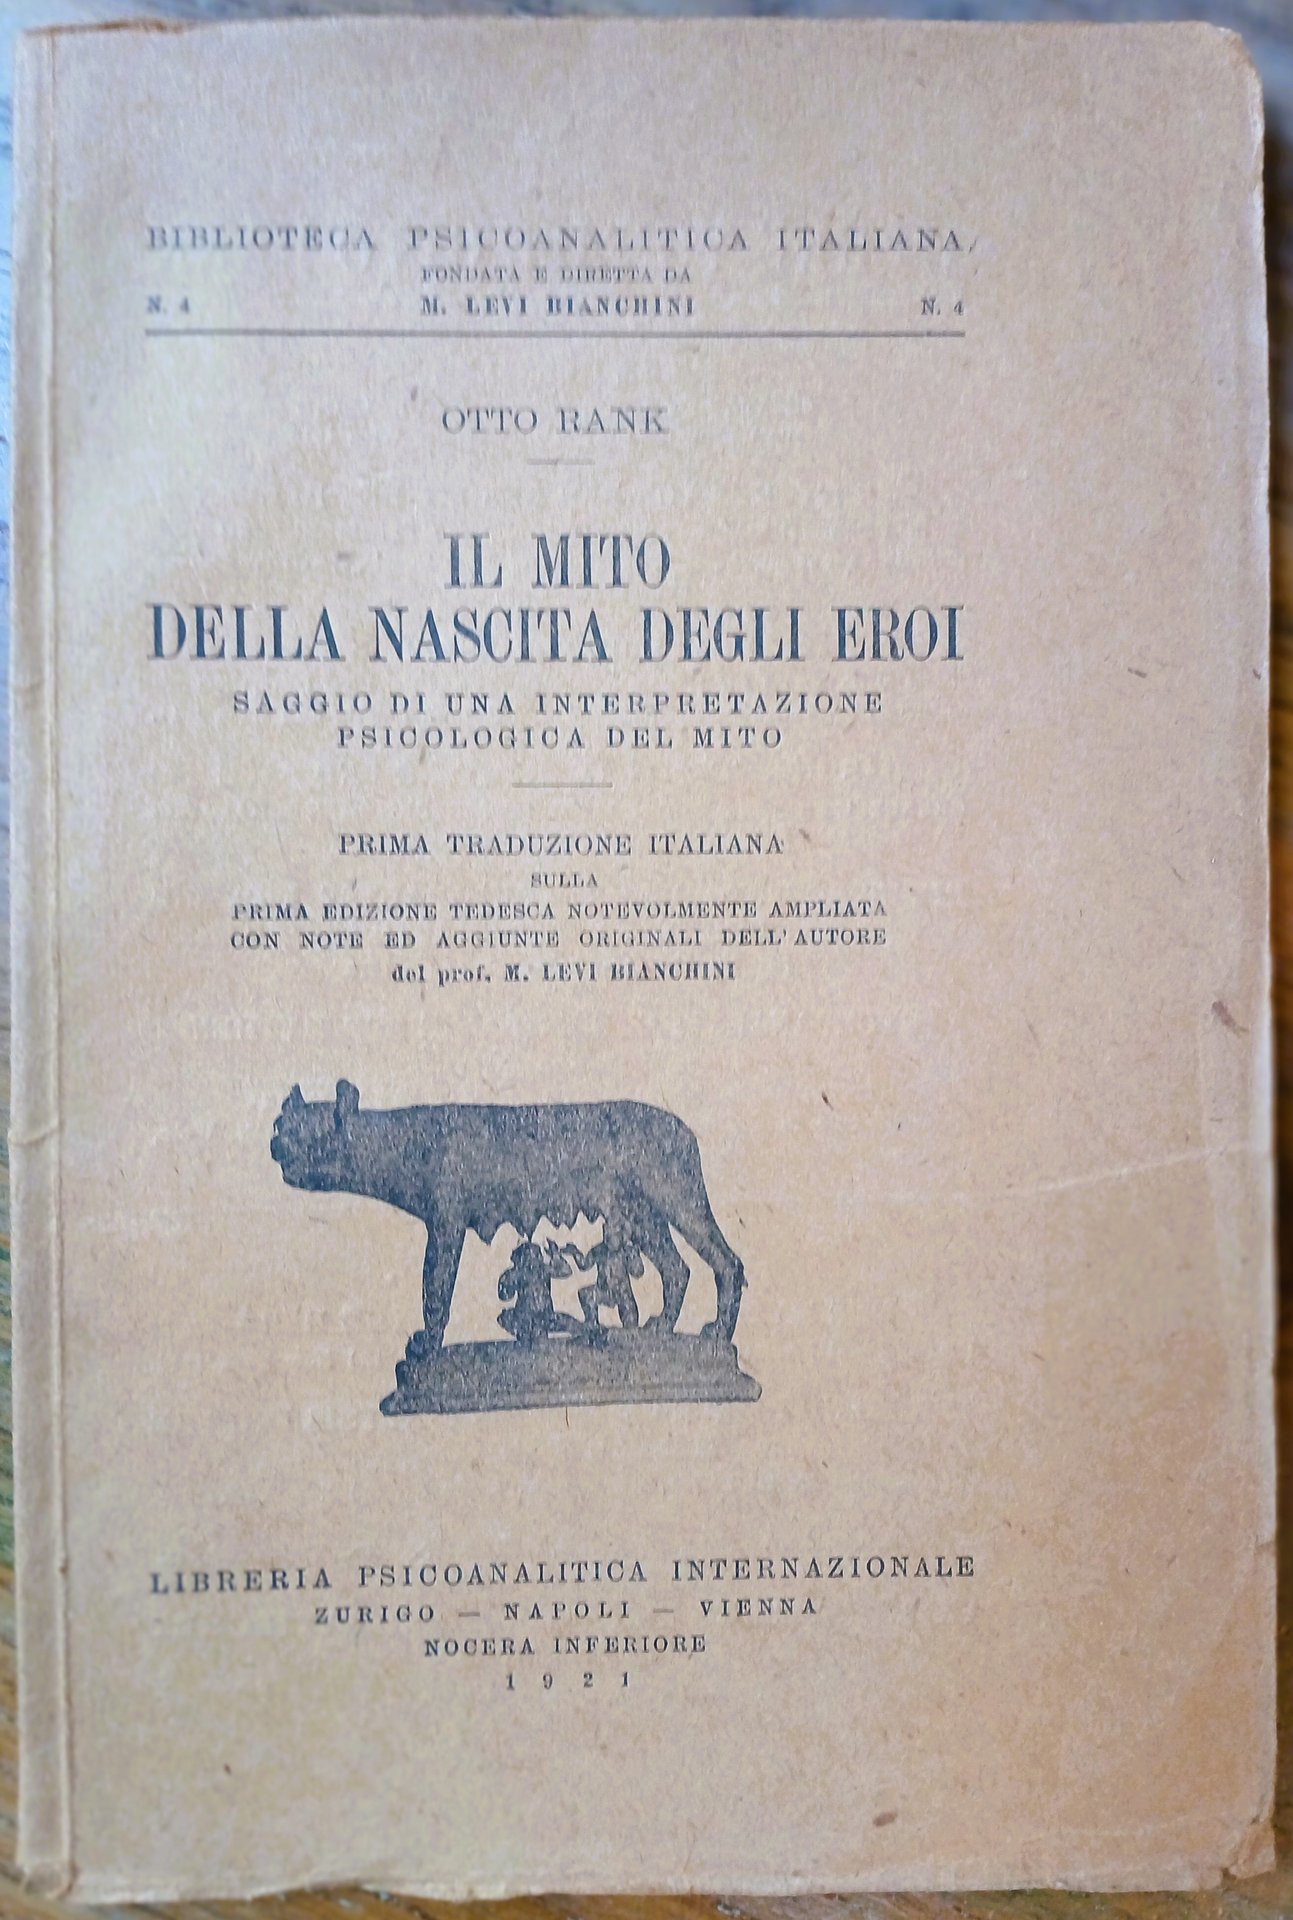 BIBLIOTECA PSICOANALITICA ITALIANA
FONDATA E DIRETTA DA
N. 4 M. LEVI BIANCHINI N. 4
OTTO RANK
IL MITO
DELLA NASCITA DEGLI EROI
SAGGIO DI UNA INTERPRETAZIONE
PSICOLOGICA DEL MITO
PRIMA TRADUZIONE ITALIANA
SULLA
PRIMA EDIZIONE TEDESCA NOTEVOLMENTE AMPLIATA
CON NOTE ED AGGIUNTE ORIGINALI DELL'AUTORE
del prof. M. LEVI BIANCHINI
LIBRERIA PSICOANALITICA INTERNAZIONALE
ZURIGO — NAPOLI — VIENNA
NOCERA INFERIORE
1921